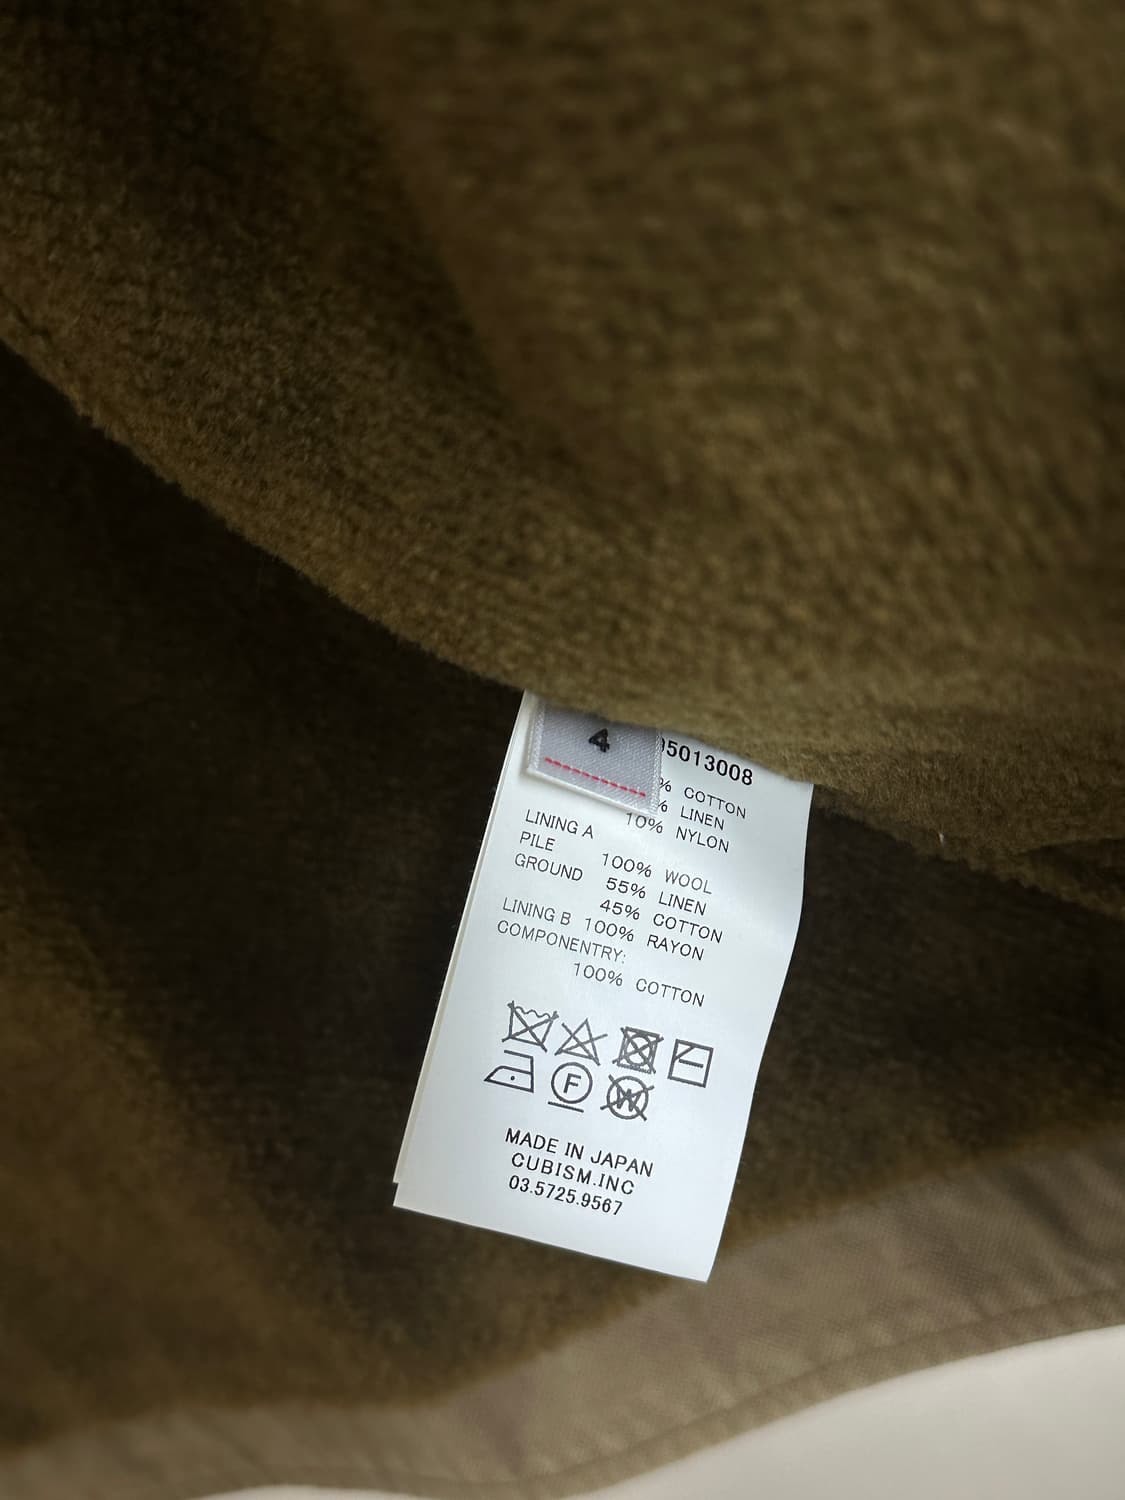 4
5013008
% COTTON
% LINEN
10% NYLON
LINING A
PILE 100% WOOL
GROUND 55% LINEN
45% COTTON
LINING B 100% RAYON
COMPONENTRY:
100% COTTON
F
W
MADE IN JAPAN
CUBISM.INC
03.5725.9567